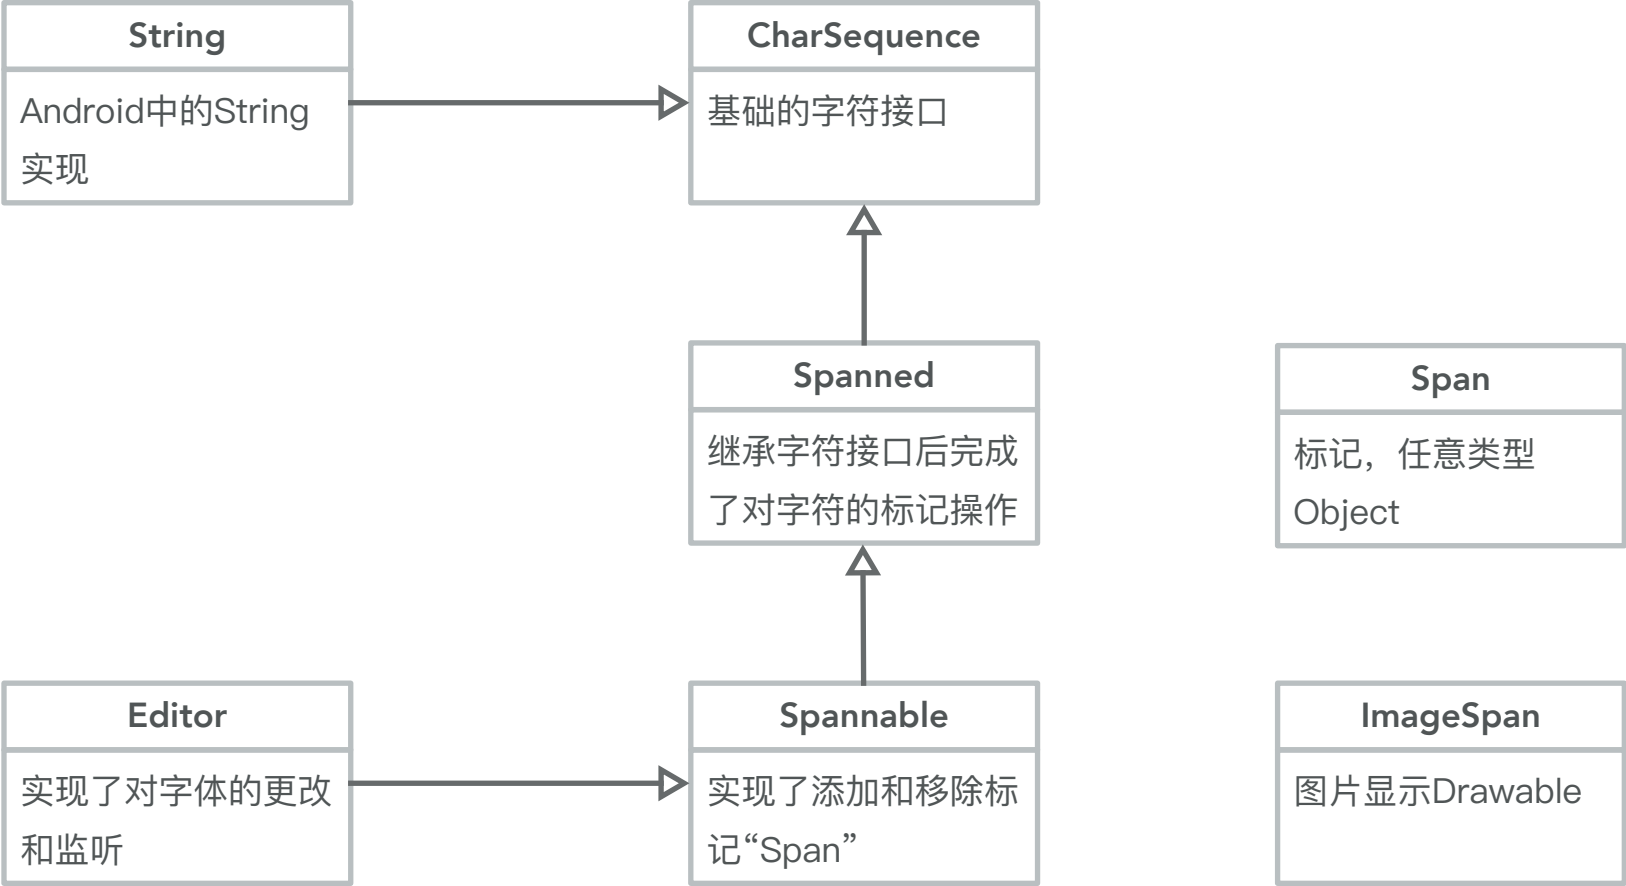 String
Android中的String
实现
CharSequence
基础的字符接口
Spanned
继承字符接口后完成
了对字符的标记操作
Span
标记，任意类型
Object
Editor
实现了对字体的更改
和监听
Spannable
实现了添加和移除标
记“Span”
ImageSpan
图片显示Drawable